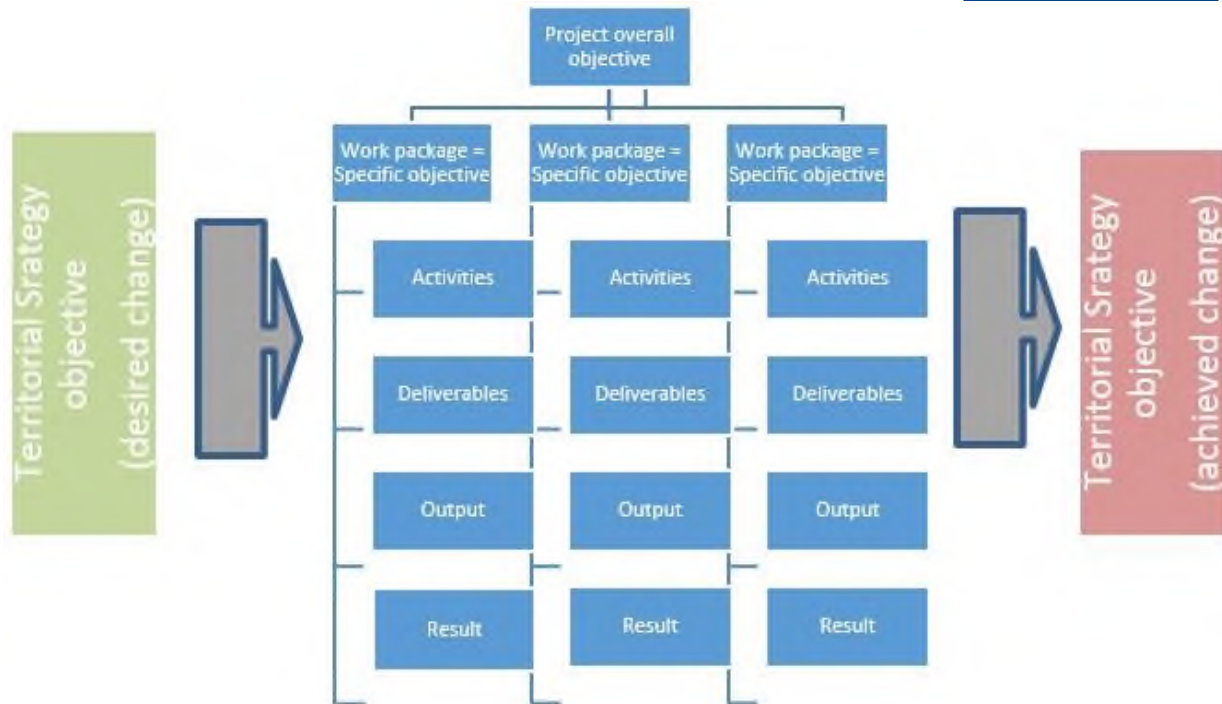 Project overall
objective
Territorial Srategy
objective
(desired change)
Work package =
Specific objective
Activities
Deliverables
Output
Result
Work package =
Specific objective
Activities
Deliverables
Output
Result
Work package =
Specific objective
Activities
Deliverables
Output
Result
Territorial Srategy
objective
(achieved change)